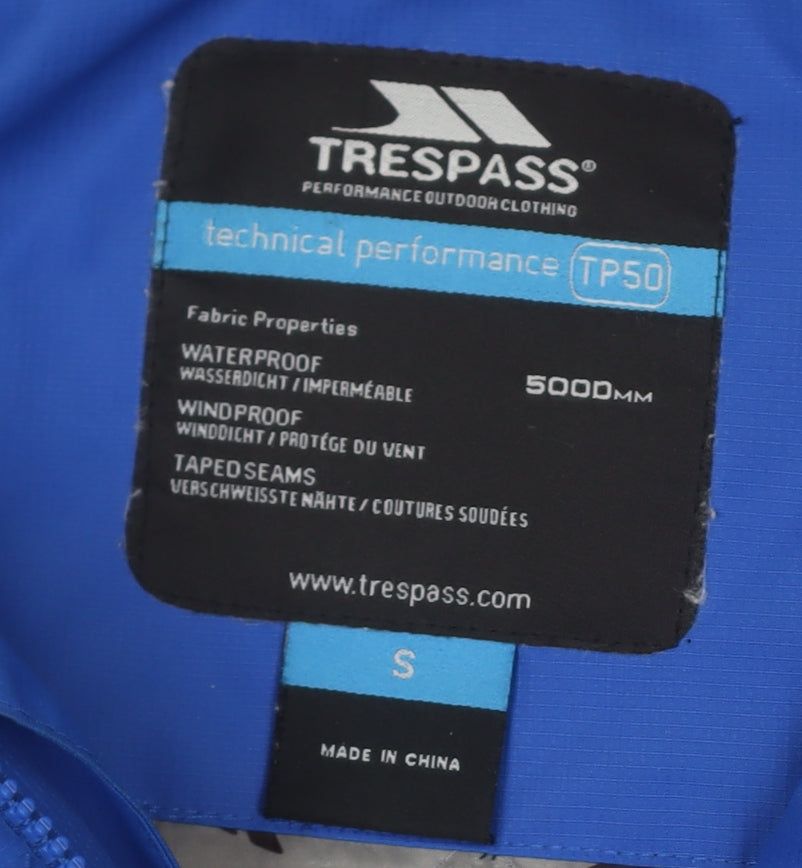 TRESPASS®
PERFORMANCE OUTDOOR CLOTHING
technical performance TP50
Fabric Properties
WATERPROOF
WASSERDICHT / IMPERMÉABLE
5000MM
WINDPROOF
WINDDICHT / PROTÉGE DU VENT
TAPED SEAMS
VERSCHWEISSTE NÄHTE / COUTURES SOUDÉES
www.trespass.com
S
MADE IN CHINA